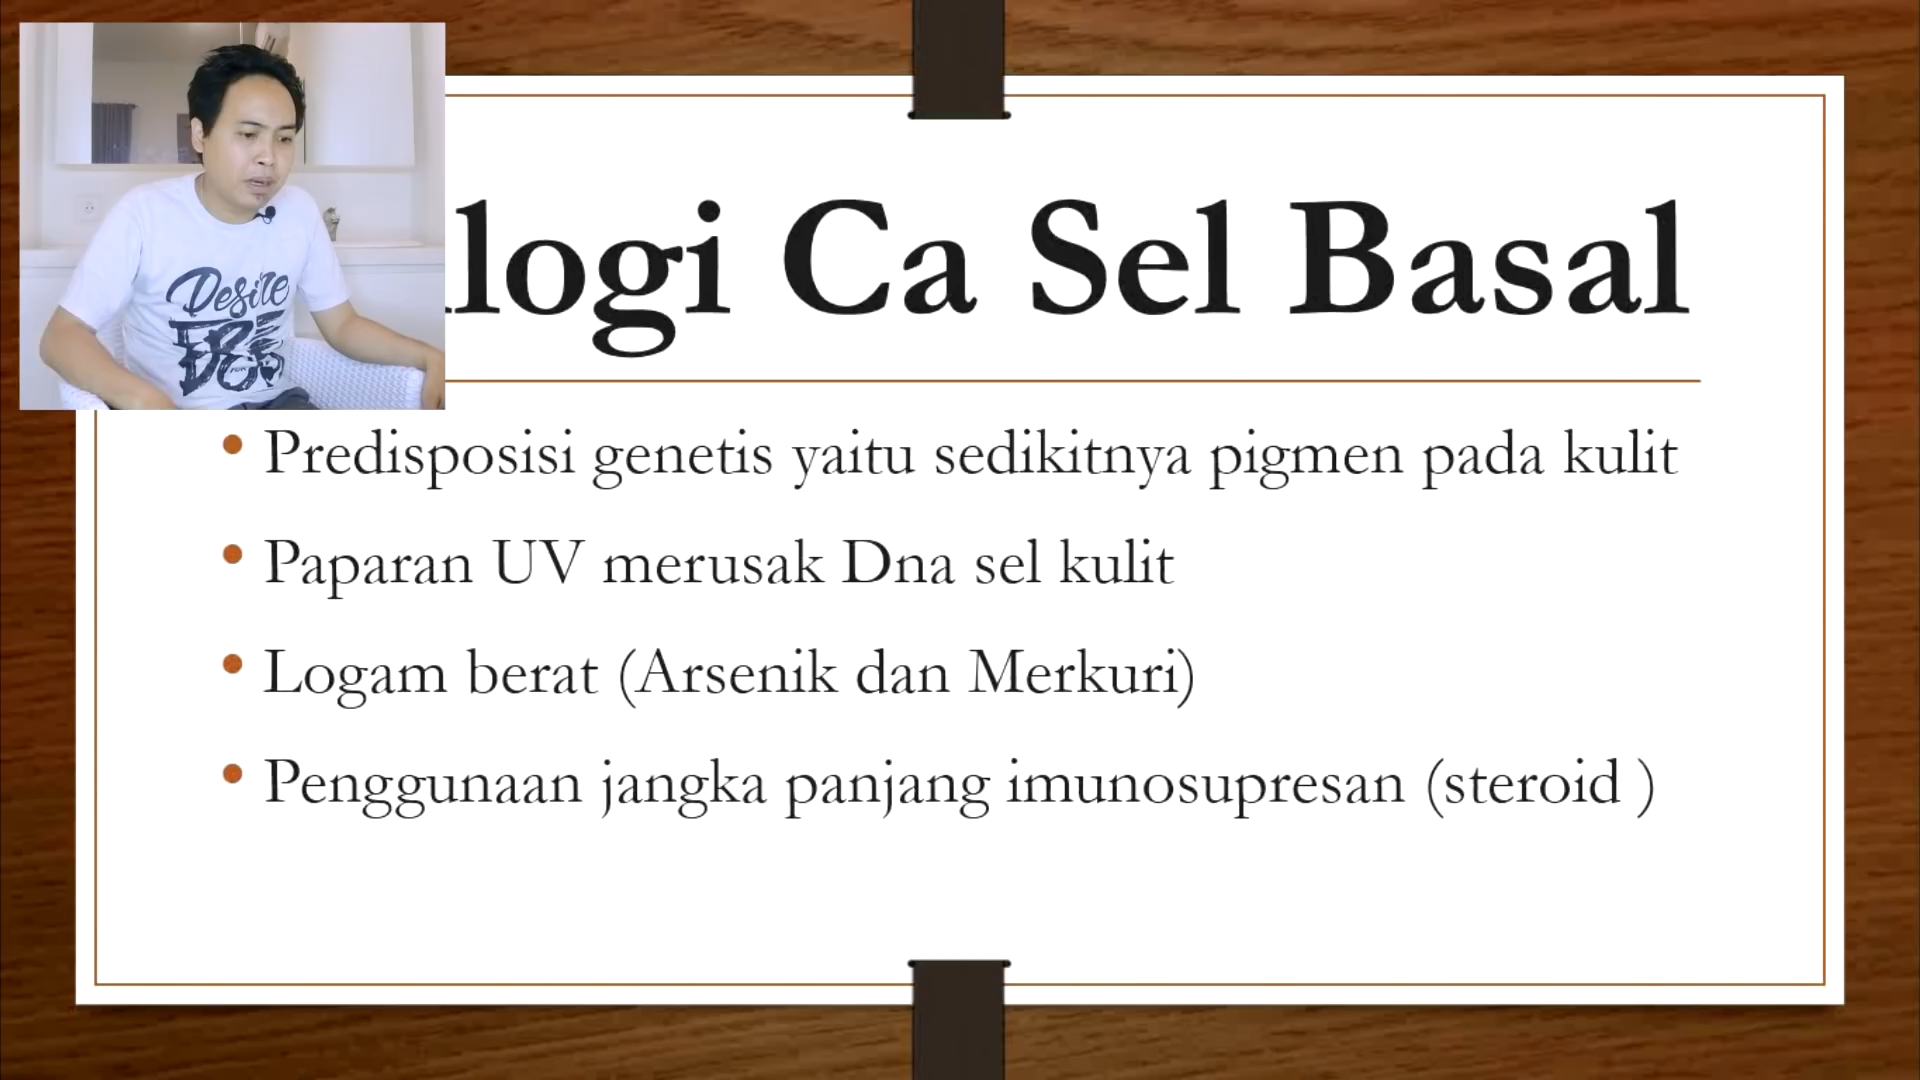 logi Ca Sel Basal
Desire
FOR
• Predisposisi genetis yaitu sedikitnya pigmen pada kulit
• Paparan UV merusak Dna sel kulit
• Logam berat (Arsenik dan Merkuri)
• Penggunaan jangka panjang imunosupresan (steroid )